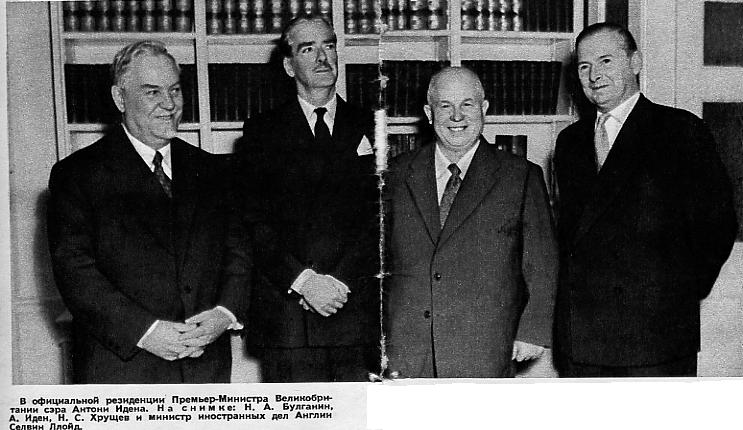 В официальной резиденции Премьер-Министра Великобри-
тании сэра Антони Идена. На снимке: Н. А. Булганин,
А. Иден, Н. С. Хрущев и министр иностранных дел Англии
Селвин Ллойд.